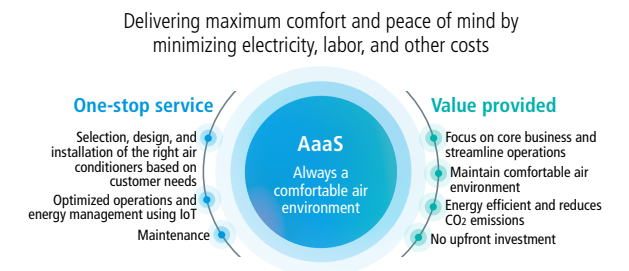 Delivering maximum comfort and peace of mind by
minimizing electricity, labor, and other costs
One-stop service
Selection, design, and
installation of the right air
conditioners based on
customer needs
Optimized operations and
energy management using IoT
Maintenance
AaaS
Always a
comfortable air
environment
Value provided
Focus on core business and
streamline operations
Maintain comfortable air
environment
Energy efficient and reduces
CO2 emissions
No upfront investment